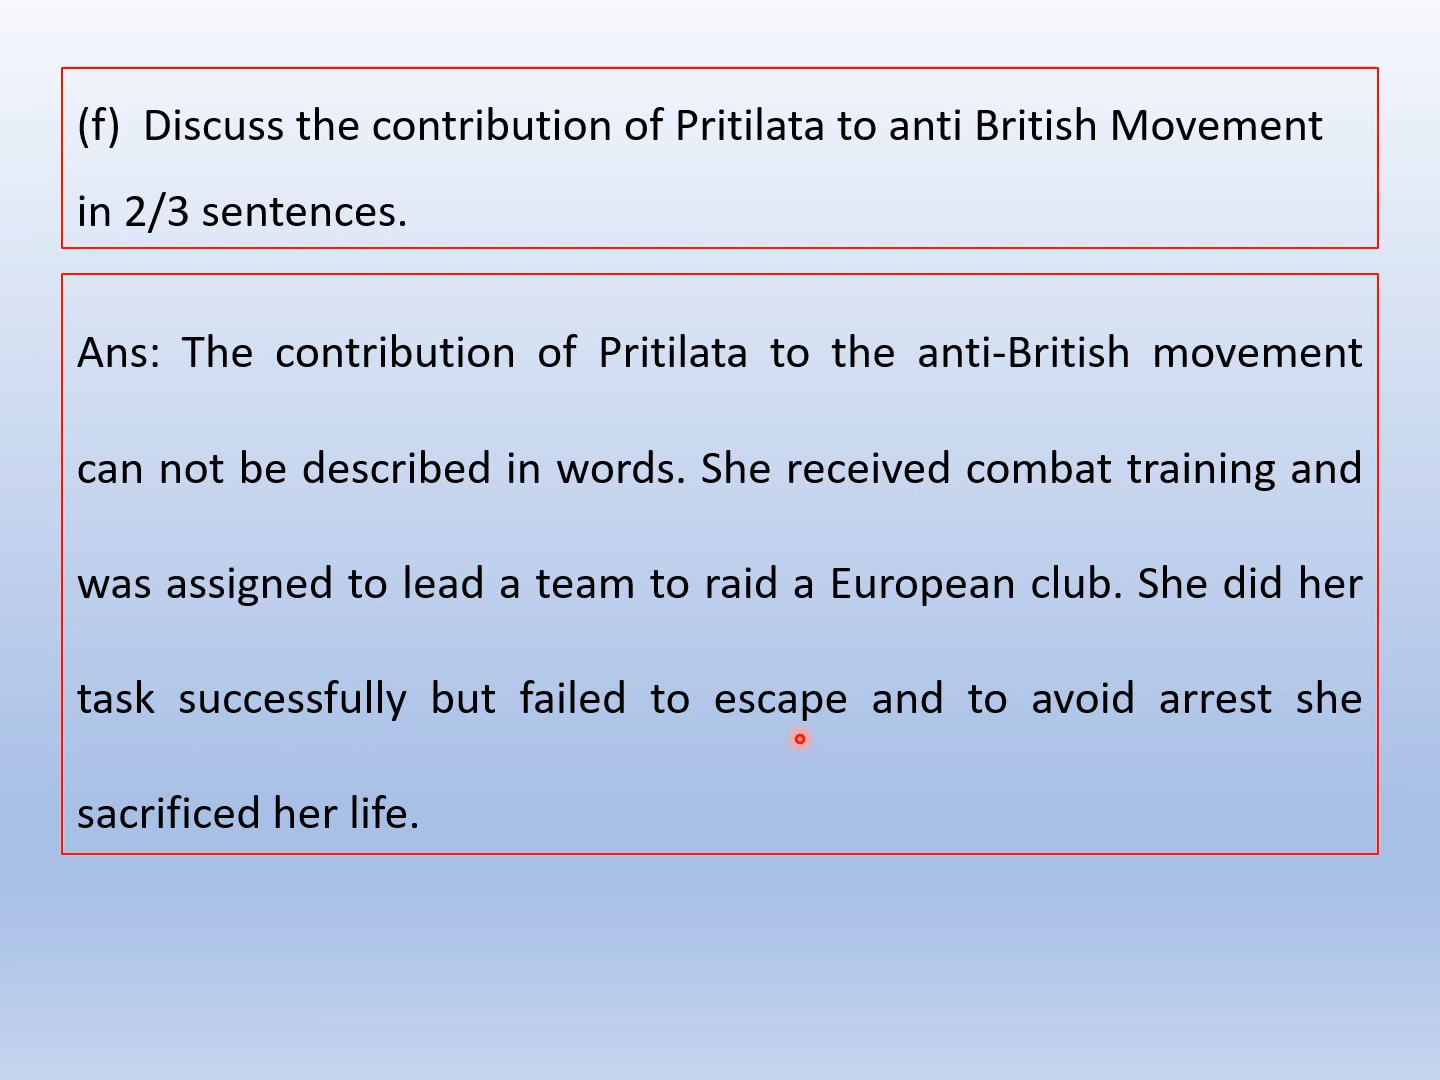 (f) Discuss the contribution of Pritilata to anti British Movement
in 2/3 sentences.
Ans: The contribution of Pritilata to the anti-British movement
can not be described in words. She received combat training and
was assigned to lead a team to raid a European club. She did her
task successfully but failed to escape and to avoid arrest she
sacrificed her life.